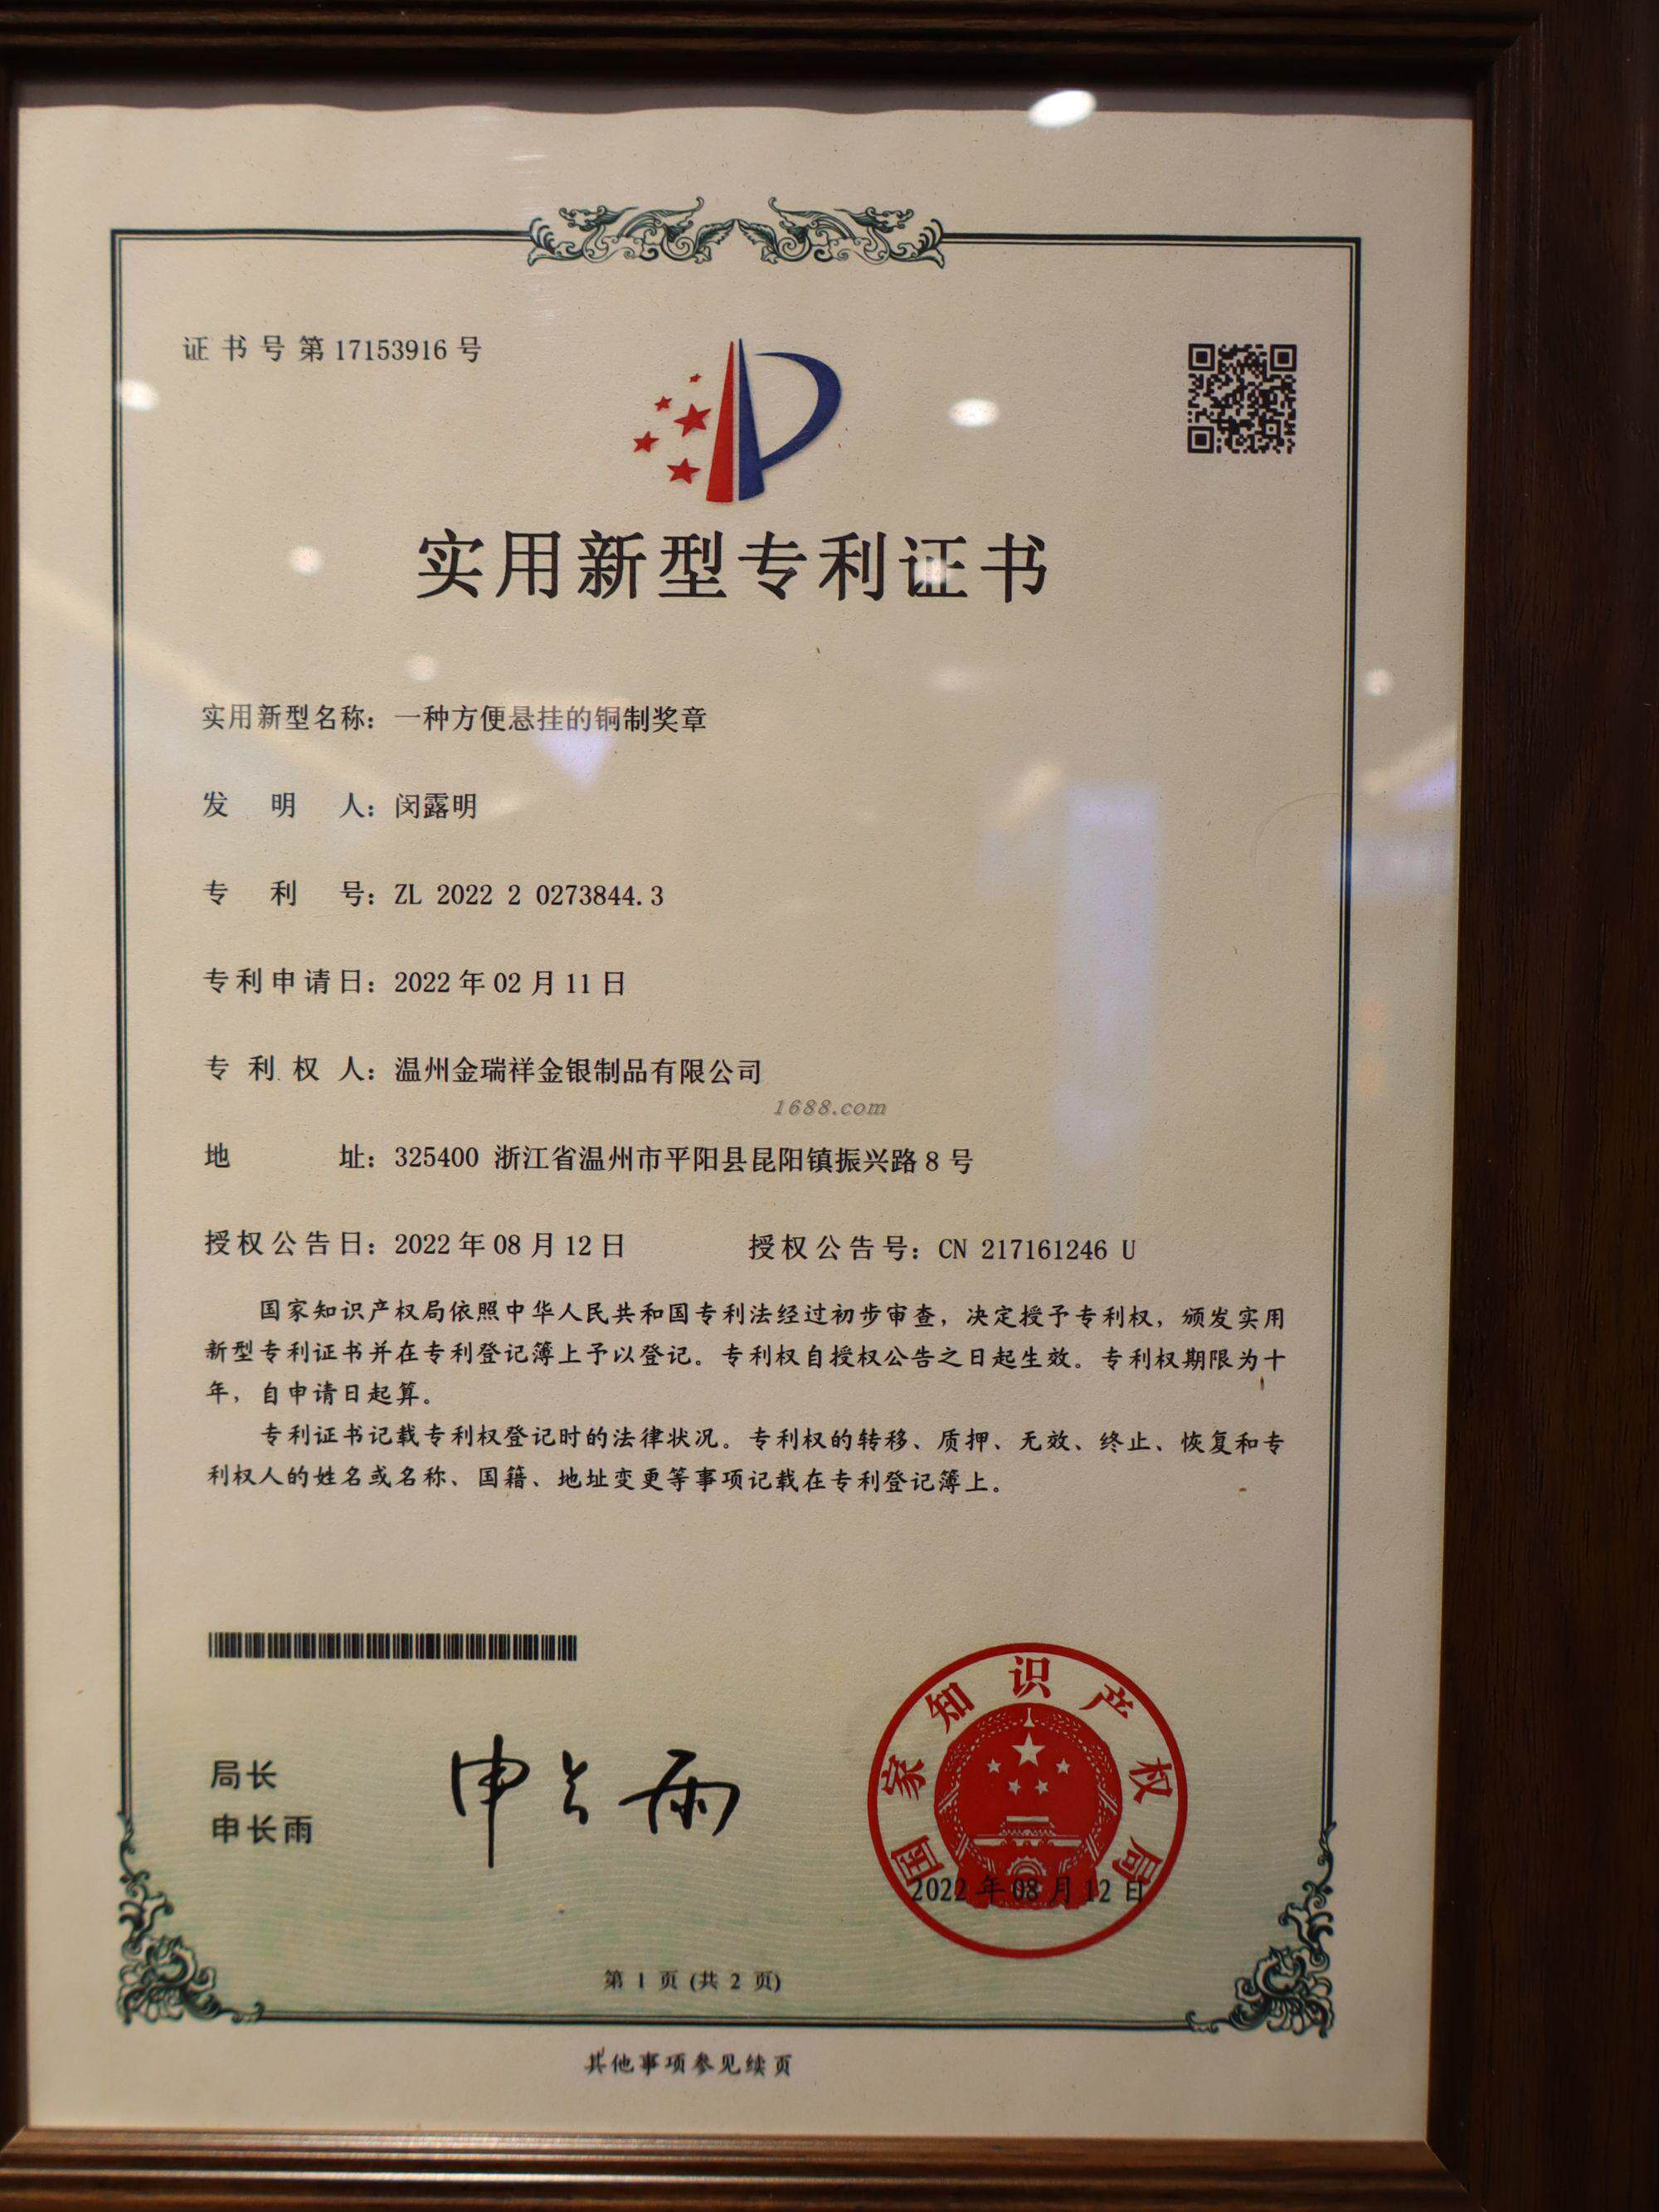 证书号第17153916号
实用新型专利证书
实用新型名称：一种方便悬挂的铜制奖章
发明人：闵露明
专利号：ZL 2022 2 0273844.3
专利申请日：2022年02月11日
专利权人：温州金瑞祥金银制品有限公司
1688.com
地址：325400 浙江省温州市平阳县昆阳镇振兴路8号
授权公告日：2022年08月12日 授权公告号：CN 217161246 U
国家知识产权局依照中华人民共和国专利法经过初步审查，决定授予专利权，颁发实用
新型专利证书并在专利登记簿上予以登记。专利权自授权公告之日起生效。专利权期限为十
年，自申请日起算。
专利证书记载专利权登记时的法律状况。专利权的转移、质押、无效、终止、恢复和专
利权人的姓名或名称、国籍、地址变更等事项记载在专利登记簿上。
局长
申长雨
申长雨
国家知识产权局
2022年08月12日
第 1 页 (共 2 页)
其他事项参见续页